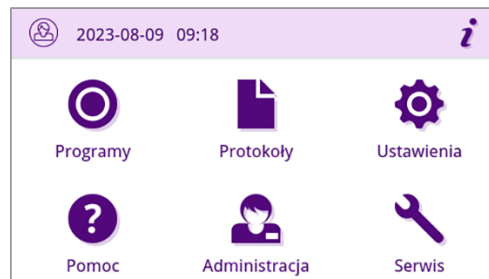 2023-08-09 09:18
Programy Protokoły Ustawienia
Pomoc Administracja Serwis